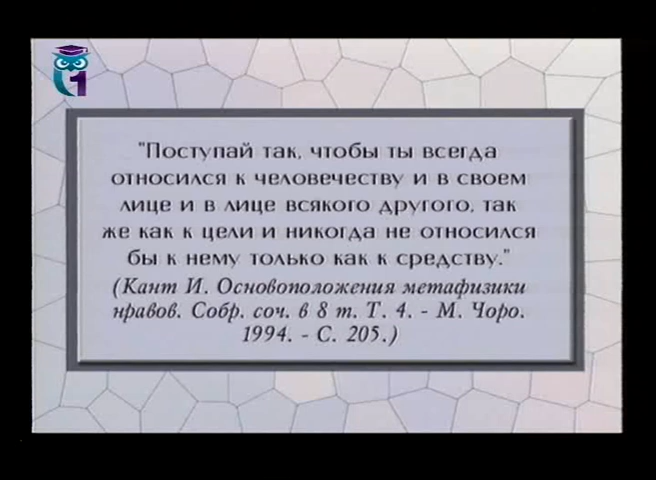 1
"Поступай так, чтобы ты всегда
относился к человечеству и в своем
лице и в лице всякого другого, так
же как к цели и никогда не относился
бы к нему только как к средству."
(Кант И. Основоположения метафизики
нравов. Собр. соч. в 8 т. Т. 4. - М. Чоро.
1994. - С. 205.)